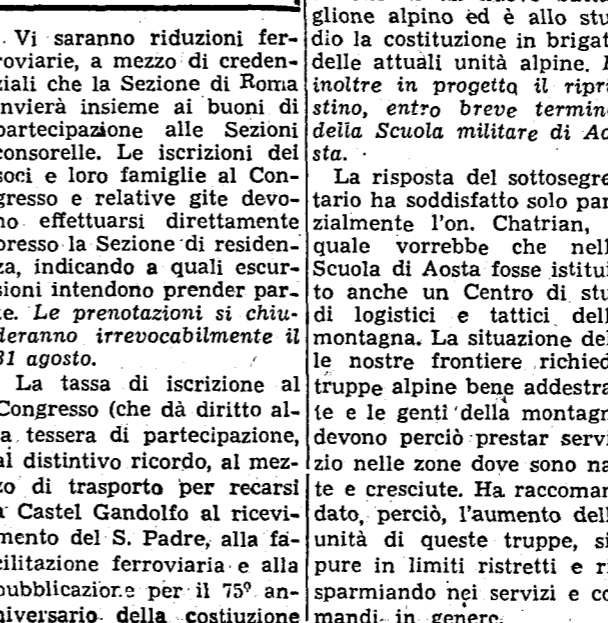 . Vi saranno riduzioni fer-
roviarie, a mezzo di creden-
ziali che la Sezione di Roma
nvierà insieme ai buoni di
partecipazione alle Sezioni
consorelle. Le iscrizioni dei
soci e loro famiglie al Con-
gresso e relative gite devo-
no effettuarsi direttamente
presso la Sezione di residen-
za, indicando a quali escur-
sioni intendono prender par-
te. Le prenotazioni si chiu-
deranno irrevocabilmente il
31 agosto.
La tassa di iscrizione al
Congresso (che dà diritto al-
la tessera di partecipazione,
al distintivo ricordo, al mez-
zo di trasporto per recarsi
a Castel Gandolfo al ricevi-
mento del S. Padre, alla fa-
cilitazione ferroviaria e alla
pubblicazione per il 75º an-
niversario della costiuzione
glione alpino ed è allo stu
dio la costituzione in brigat
delle attuali unità alpine.
inoltre in progetto il ripri
stino, entro breve termin
della Scuola militare di Ao
sta.
La risposta del sottosegre
tario ha soddisfatto solo par
zialmente l'on. Chatrian,
quale vorrebbe che nell
Scuola di Aosta fosse istitui
to anche un Centro di stu
di logistici e tattici dell
montagna. La situazione del
le nostre frontiere richied
truppe alpine bene addestra
te e le genti della montagn
devono perciò prestar servi
zio nelle zone dove sono na
te e cresciute. Ha raccoman
dato, perciò, l'aumento dell
unità di queste truppe, si
pure in limiti ristretti e ri
sparmiando nei servizi e co
mandi in genere.